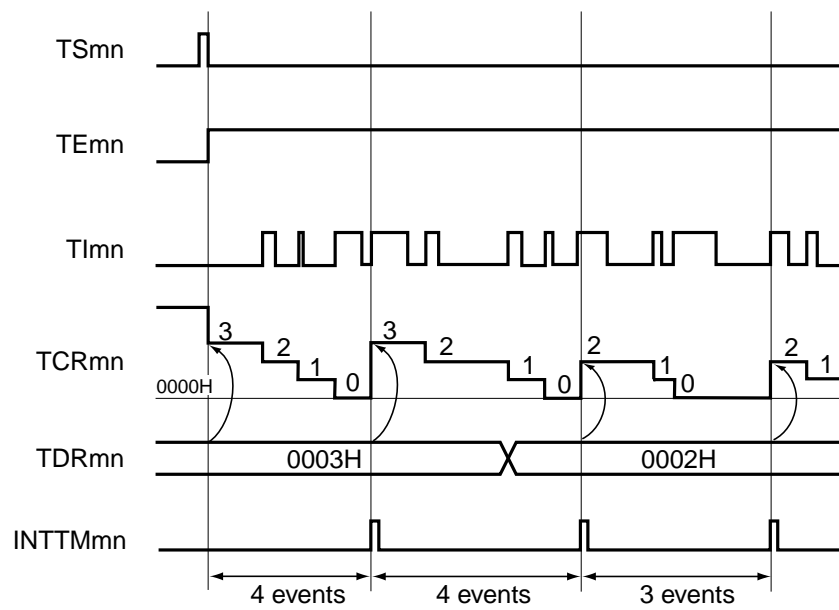 TSmn
TEmn
TImn
3 2 1 0 3 2 1 0 2 1 0 2 1
TCRmn
0000H
TDRmn 0003H 0002H
INTTMmn
4 events 4 events 3 events